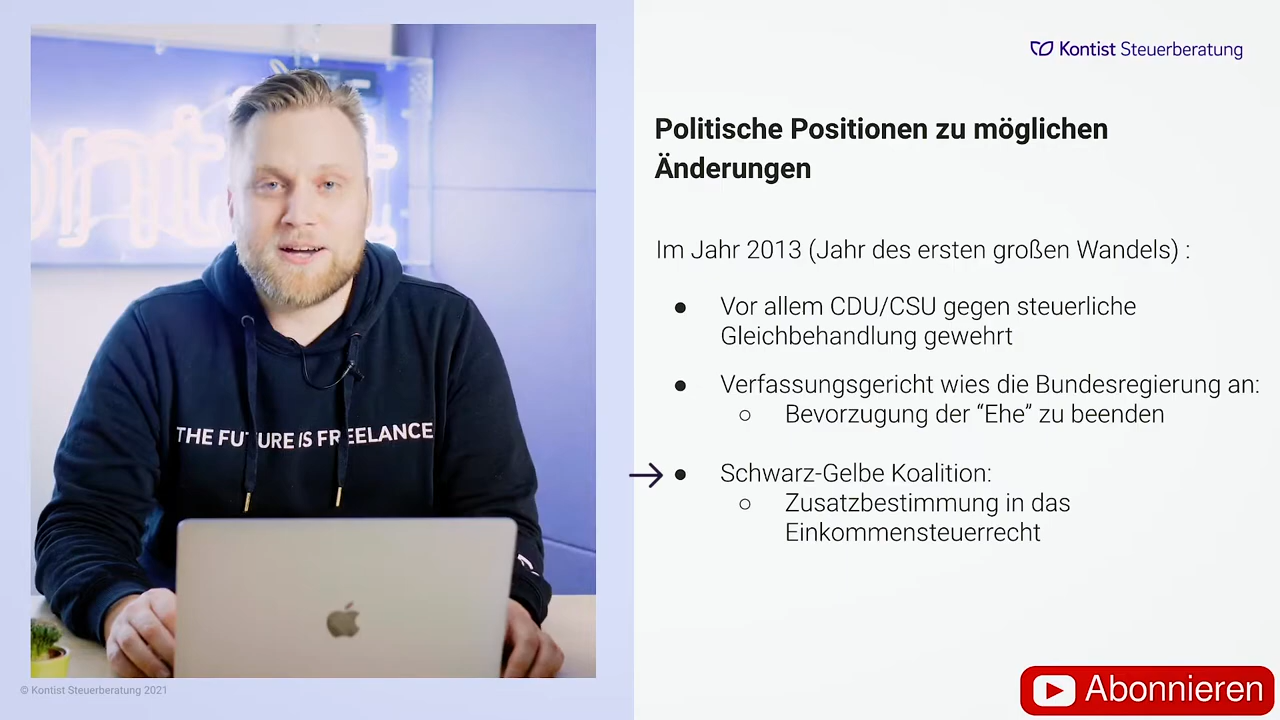 Kontist Steuerberatung
Politische Positionen zu möglichen
Änderungen
Im Jahr 2013 (Jahr des ersten großen Wandels) :
● Vor allem CDU/CSU gegen steuerliche
Gleichbehandlung gewehrt
● Verfassungsgericht wies die Bundesregierung an:
○ Bevorzugung der “Ehe” zu beenden
→ ● Schwarz-Gelbe Koalition:
○ Zusatzbestimmung in das
Einkommensteuerrecht
THE FUTURE IS FREELANCE
© Kontist Steuerberatung 2021
Abonnieren